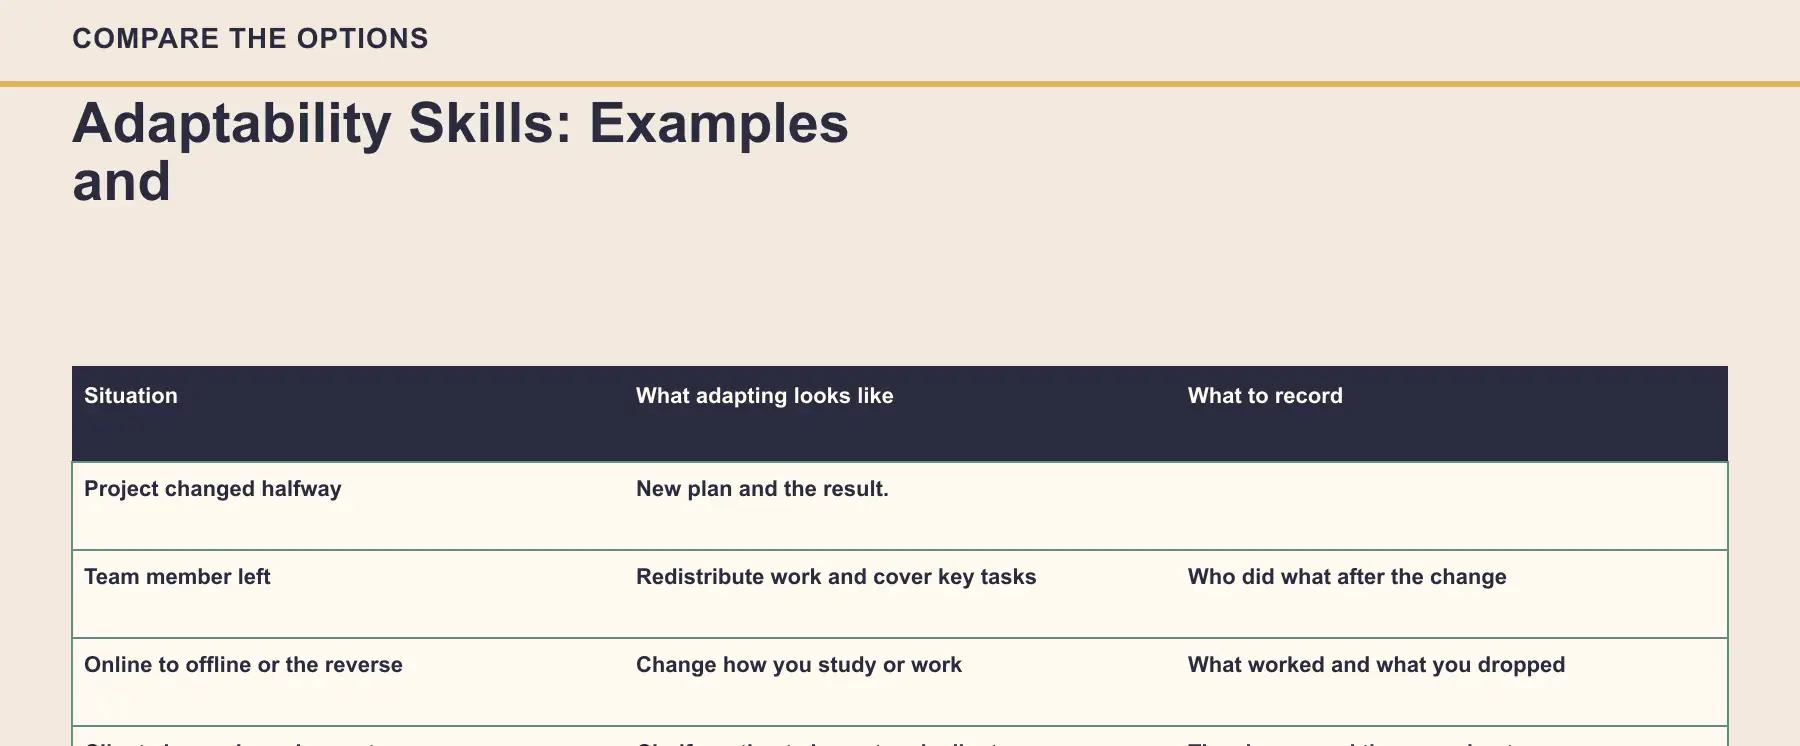 COMPARE THE OPTIONS
Adaptability Skills: Examples
and
Situation What adapting looks like What to record
Project changed halfway New plan and the result.
Team member left Redistribute work and cover key tasks Who did what after the change
Online to offline or the reverse Change how you study or work What worked and what you dropped